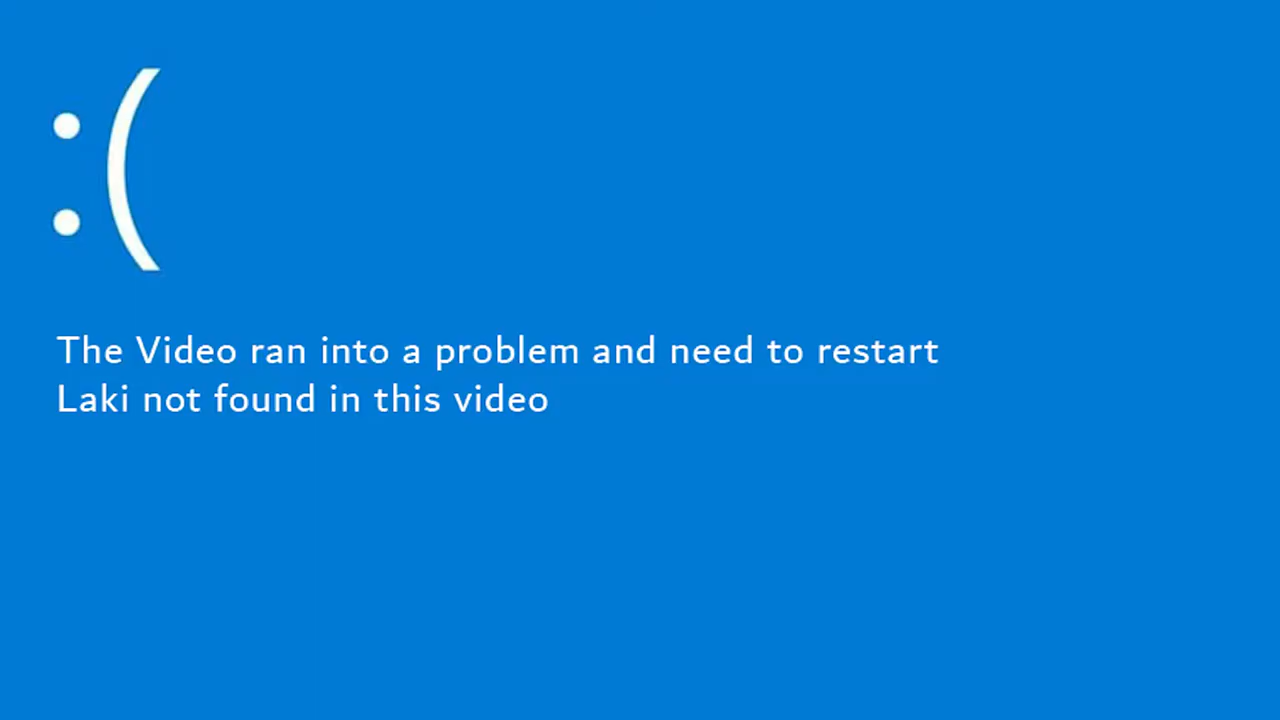 :(
The Video ran into a problem and need to restart
Laki not found in this video